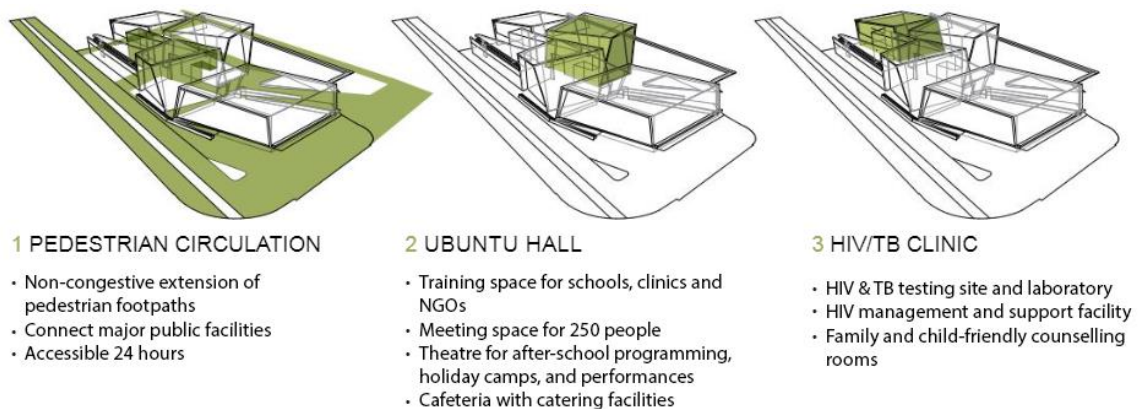 1 PEDESTRIAN CIRCULATION
• Non-congestive extension of
pedestrian footpaths
• Connect major public facilities
• Accessible 24 hours
2 UBUNTU HALL
• Training space for schools, clinics and
NGOs
• Meeting space for 250 people
• Theatre for after-school programming,
holiday camps, and performances
• Cafeteria with catering facilities
3 HIV/TB CLINIC
• HIV & TB testing site and laboratory
• HIV management and support facility
• Family and child-friendly counselling
rooms